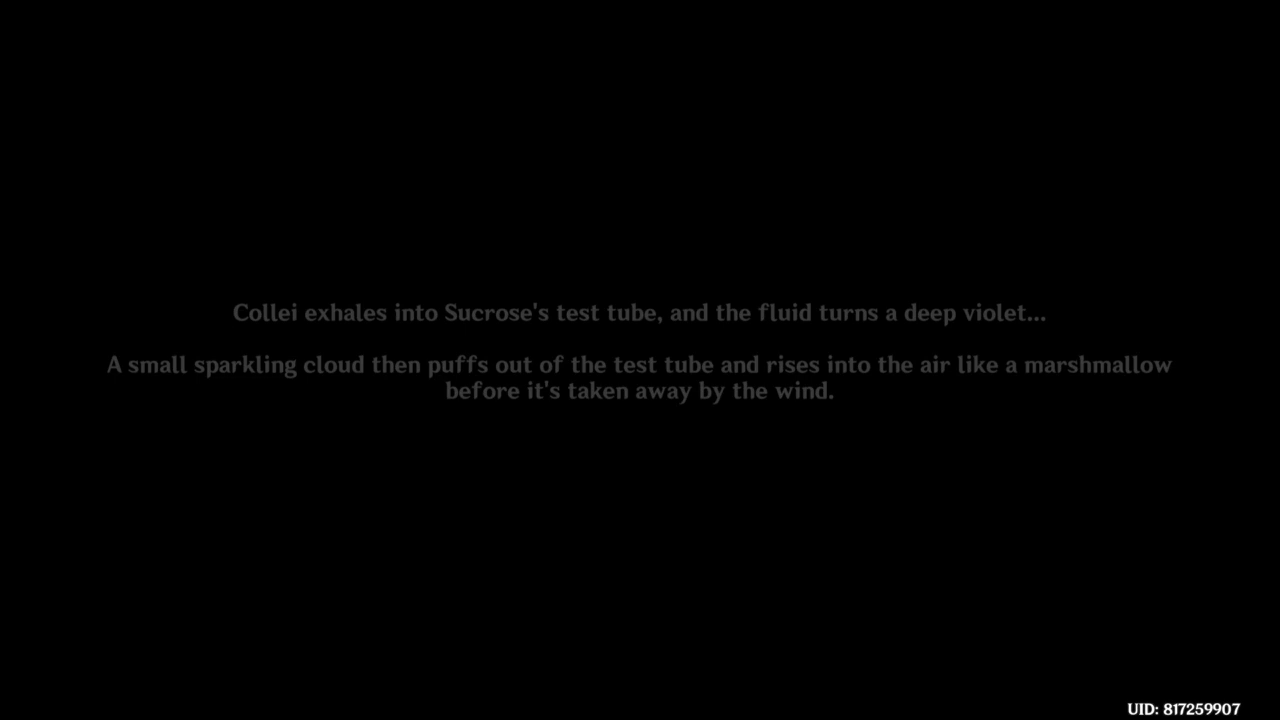 Collei exhales into Sucrose's test tube, and the fluid turns a deep violet...
A small sparkling cloud then puffs out of the test tube and rises into the air like a marshmallow
before it's taken away by the wind.
UID: 817259907